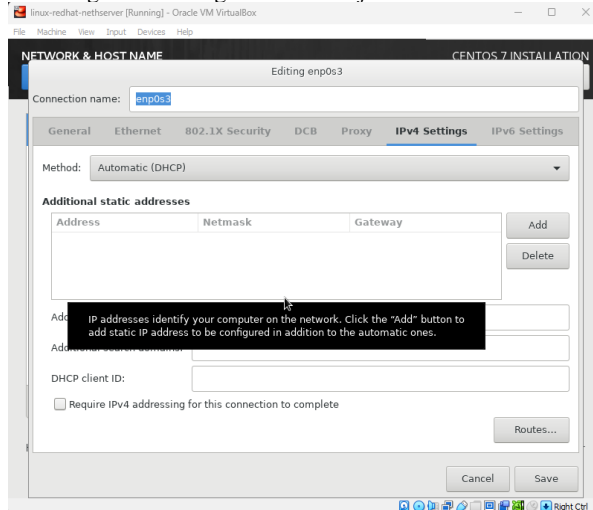 linux-redhat-nethserver [Running] - Oracle VM VirtualBox
File Machine View Input Devices Help
NETWORK & HOST NAME
CENTOS 7 INSTALLATION
Editing enp0s3
Connection name: enp0s3
General Ethernet 802.1X Security DCB Proxy IPv4 Settings IPv6 Settings
Method: Automatic (DHCP)
Additional static addresses
Address Netmask Gateway
Add
Delete
IP addresses identify your computer on the network. Click the "Add" button to
add static IP address to be configured in addition to the automatic ones.
Additional search domains:
DHCP client ID:
Require IPv4 addressing for this connection to complete
Routes...
Cancel Save
Right Ctrl